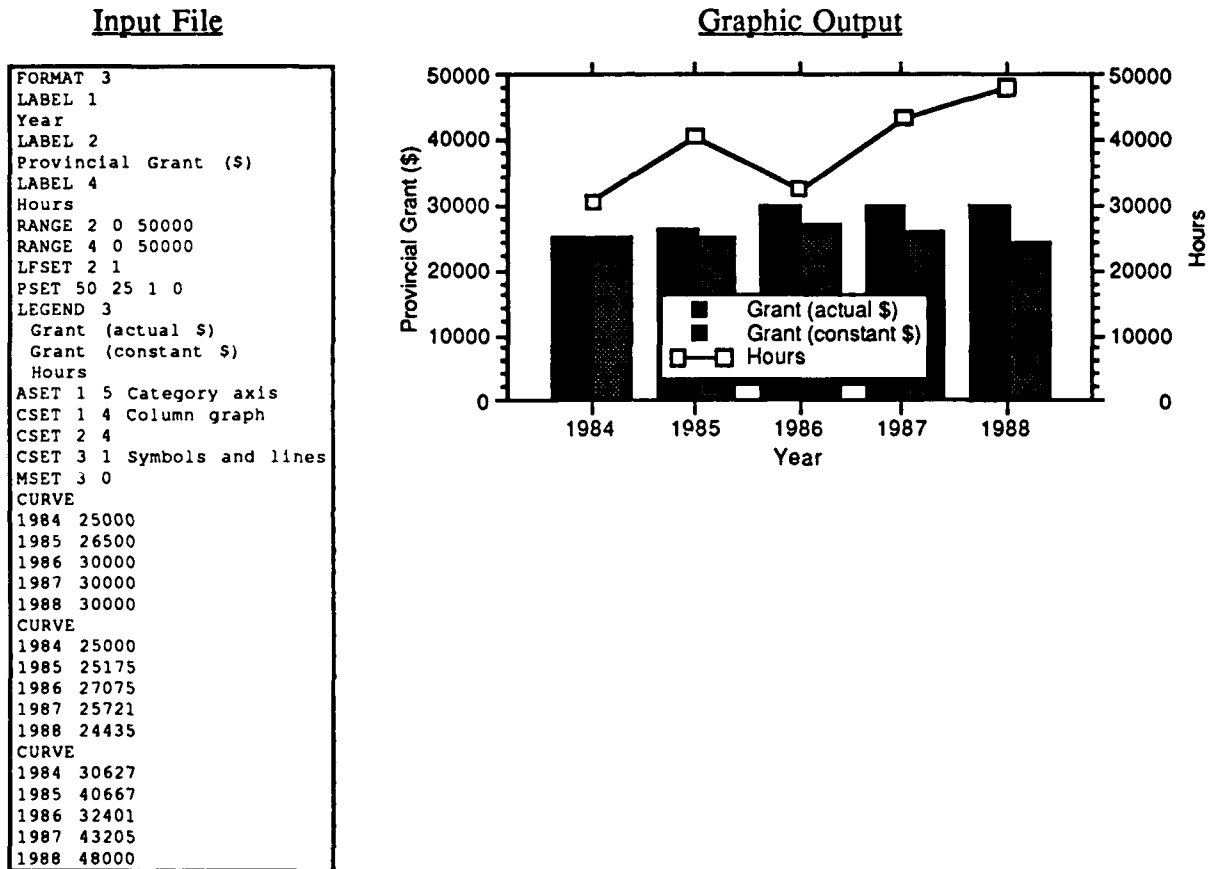 Input File
FORMAT 3
LABEL 1
Year
LABEL 2
Provincial Grant ($)
LABEL 4
Hours
RANGE 2 0 50000
RANGE 4 0 50000
LFSET 2 1
PSET 50 25 1 0
LEGEND 3
Grant (actual $)
Grant (constant $)
Hours
ASET 1 5 Category axis
CSET 1 4 Column graph
CSET 2 4
CSET 3 1 Symbols and lines
MSET 3 0
CURVE
1984 25000
1985 26500
1986 30000
1987 30000
1988 30000
CURVE
1984 25000
1985 25175
1986 27075
1987 25721
1988 24435
CURVE
1984 30627
1985 40667
1986 32401
1987 43205
1988 48000
Graphic Output
Provincial Grant ($)
50000
40000
30000
20000
10000
0
Grant (actual $)
Grant (constant $)
Hours
50000
40000
30000
20000
10000
0
Hours
1984 1985 1986 1987 1988
Year